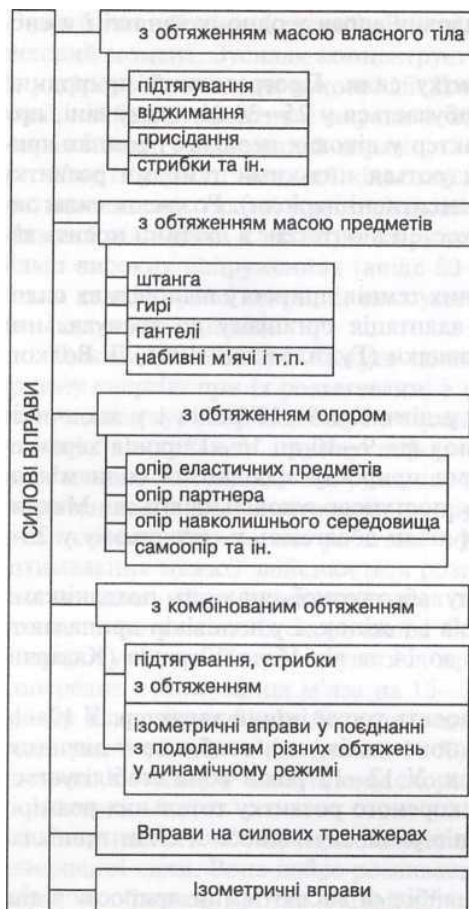 СИЛОВІ ВПРАВИ
з обтяженням масою власного тіла
підтягування
віджимання
присідання
стрибки та ін.
з обтяженням масою предметів
штанга
гирі
гантелі
набивні м'ячі і т.п.
з обтяженням опором
опір еластичних предметів
опір партнера
опір навколишнього середовища
самоопір та ін.
з комбінованим обтяженням
підтягування, стрибки
з обтяженням
ізометричні вправи у поєднанні
з подоланням різних обтяжень
у динамічному режимі
Вправи на силових тренажерах
Ізометричні вправи